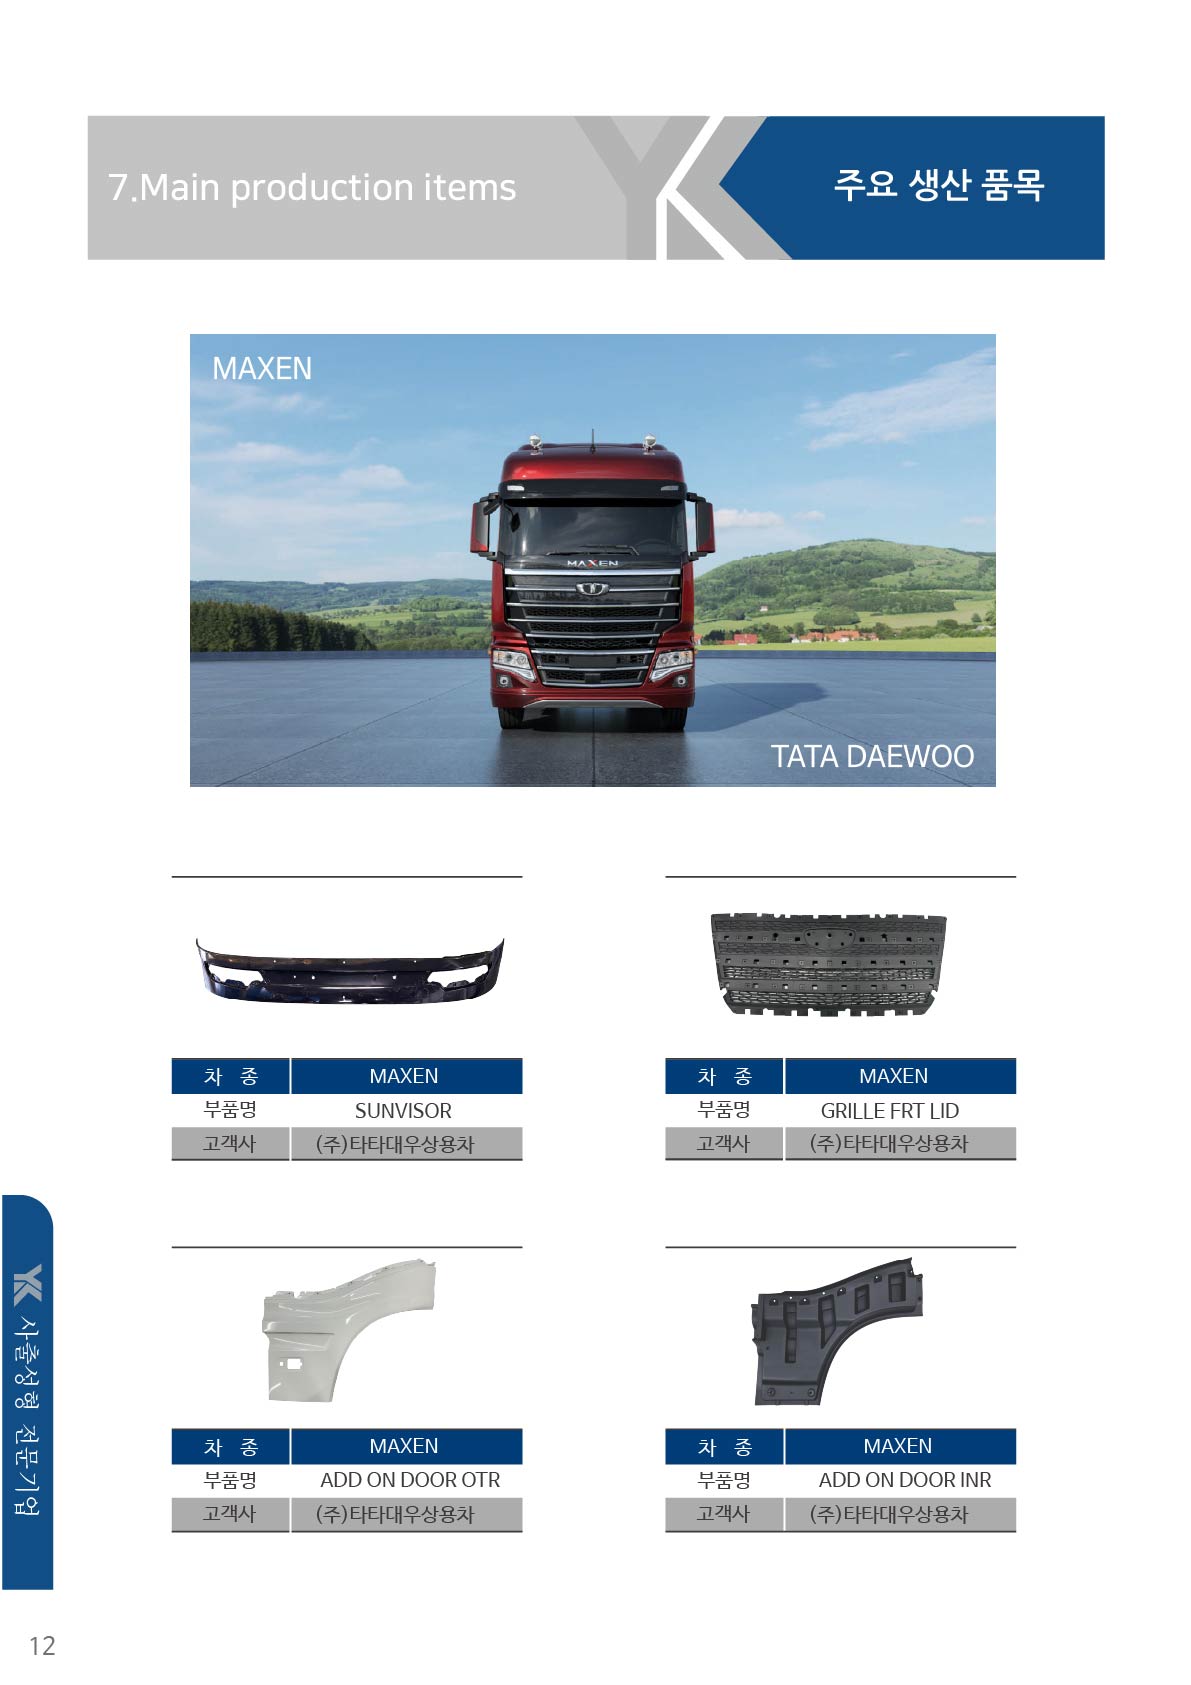 7.Main production items
YK
주요 생산 품목
MAXEN
MAXEN
TATA DAEWOO
차 종 MAXEN
부품명 SUNVISOR
고객사 (주)타타대우상용차
차 종 MAXEN
부품명 GRILLE FRT LID
고객사 (주)타타대우상용차
차 종 MAXEN
부품명 ADD ON DOOR OTR
고객사 (주)타타대우상용차
차 종 MAXEN
부품명 ADD ON DOOR INR
고객사 (주)타타대우상용차
YK 사출성형 전문기업
12